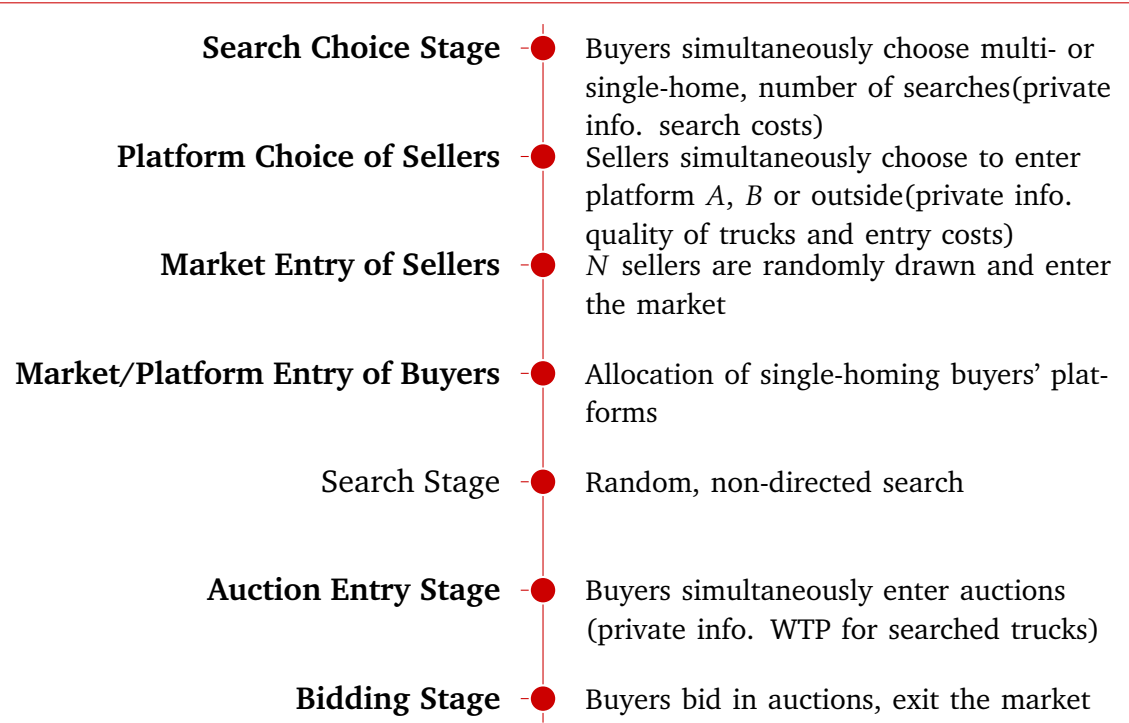 Search Choice Stage
Buyers simultaneously choose multi- or
single-home, number of searches(private
info. search costs)
Platform Choice of Sellers
Sellers simultaneously choose to enter
platform A, B or outside(private info.
quality of trucks and entry costs)
Market Entry of Sellers
N sellers are randomly drawn and enter
the market
Market/Platform Entry of Buyers
Allocation of single-homing buyers' plat-
forms
Search Stage
Random, non-directed search
Auction Entry Stage
Buyers simultaneously enter auctions
(private info. WTP for searched trucks)
Bidding Stage
Buyers bid in auctions, exit the market